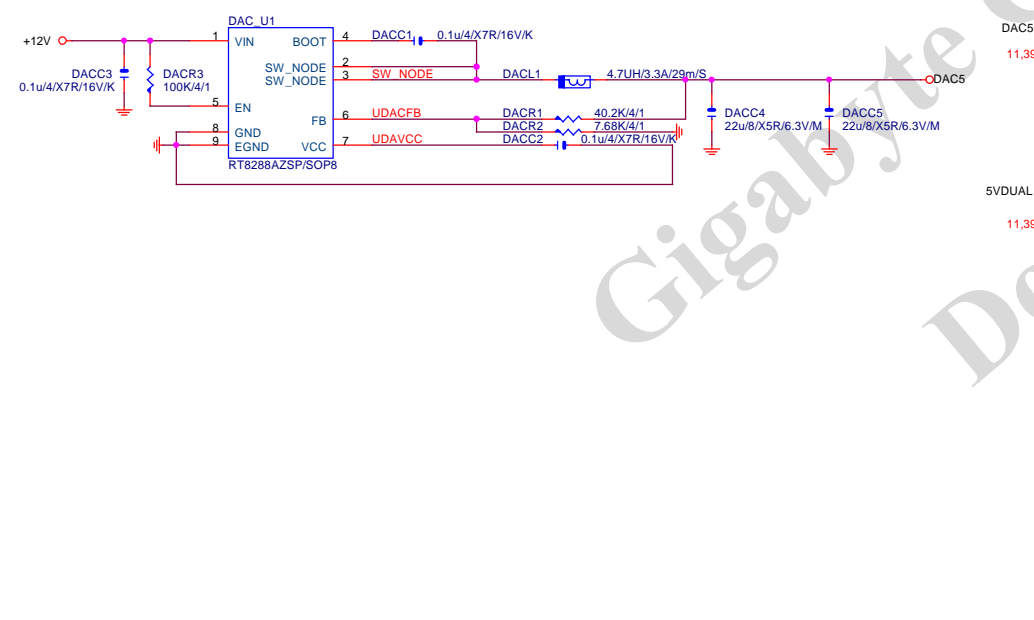 DAC_U1
+12V
1
VIN
BOOT
4
DACC1
0.1u/4/X7R/16V/K
DAC5
11,39
DACC3
0.1u/4/X7R/16V/K
DACR3
100K/4/1
SW_NODE
2
SW_NODE
3
SW_NODE
DACL1
4.7UH/3.3A/29m/S
DAC5
5
EN
FB
6
UDACFB
DACR1
40.2K/4/1
DACR2
7.68K/4/1
DACC4
22u/8/X5R/6.3V/M
DACC5
22u/8/X5R/6.3V/M
8
GND
9
EGND
VCC
7
UDAVCC
DACC2
0.1u/4/X7R/16V/K
RT8288AZSP/SOP8
5VDUAL
11,39
Gigabyte